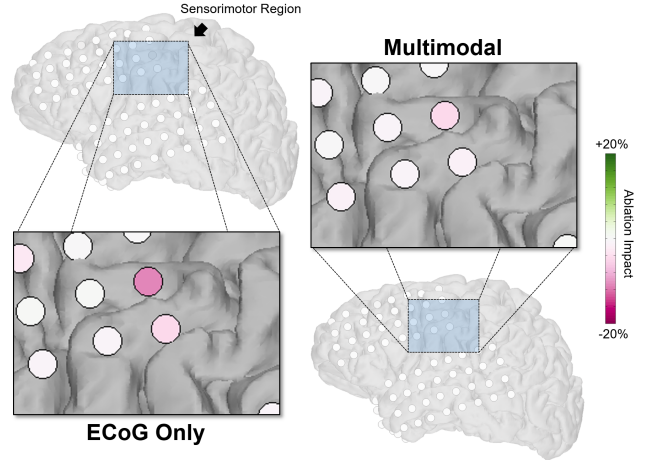 Sensorimotor Region
Multimodal
+20%
Ablation Impact
-20%
ECoG Only